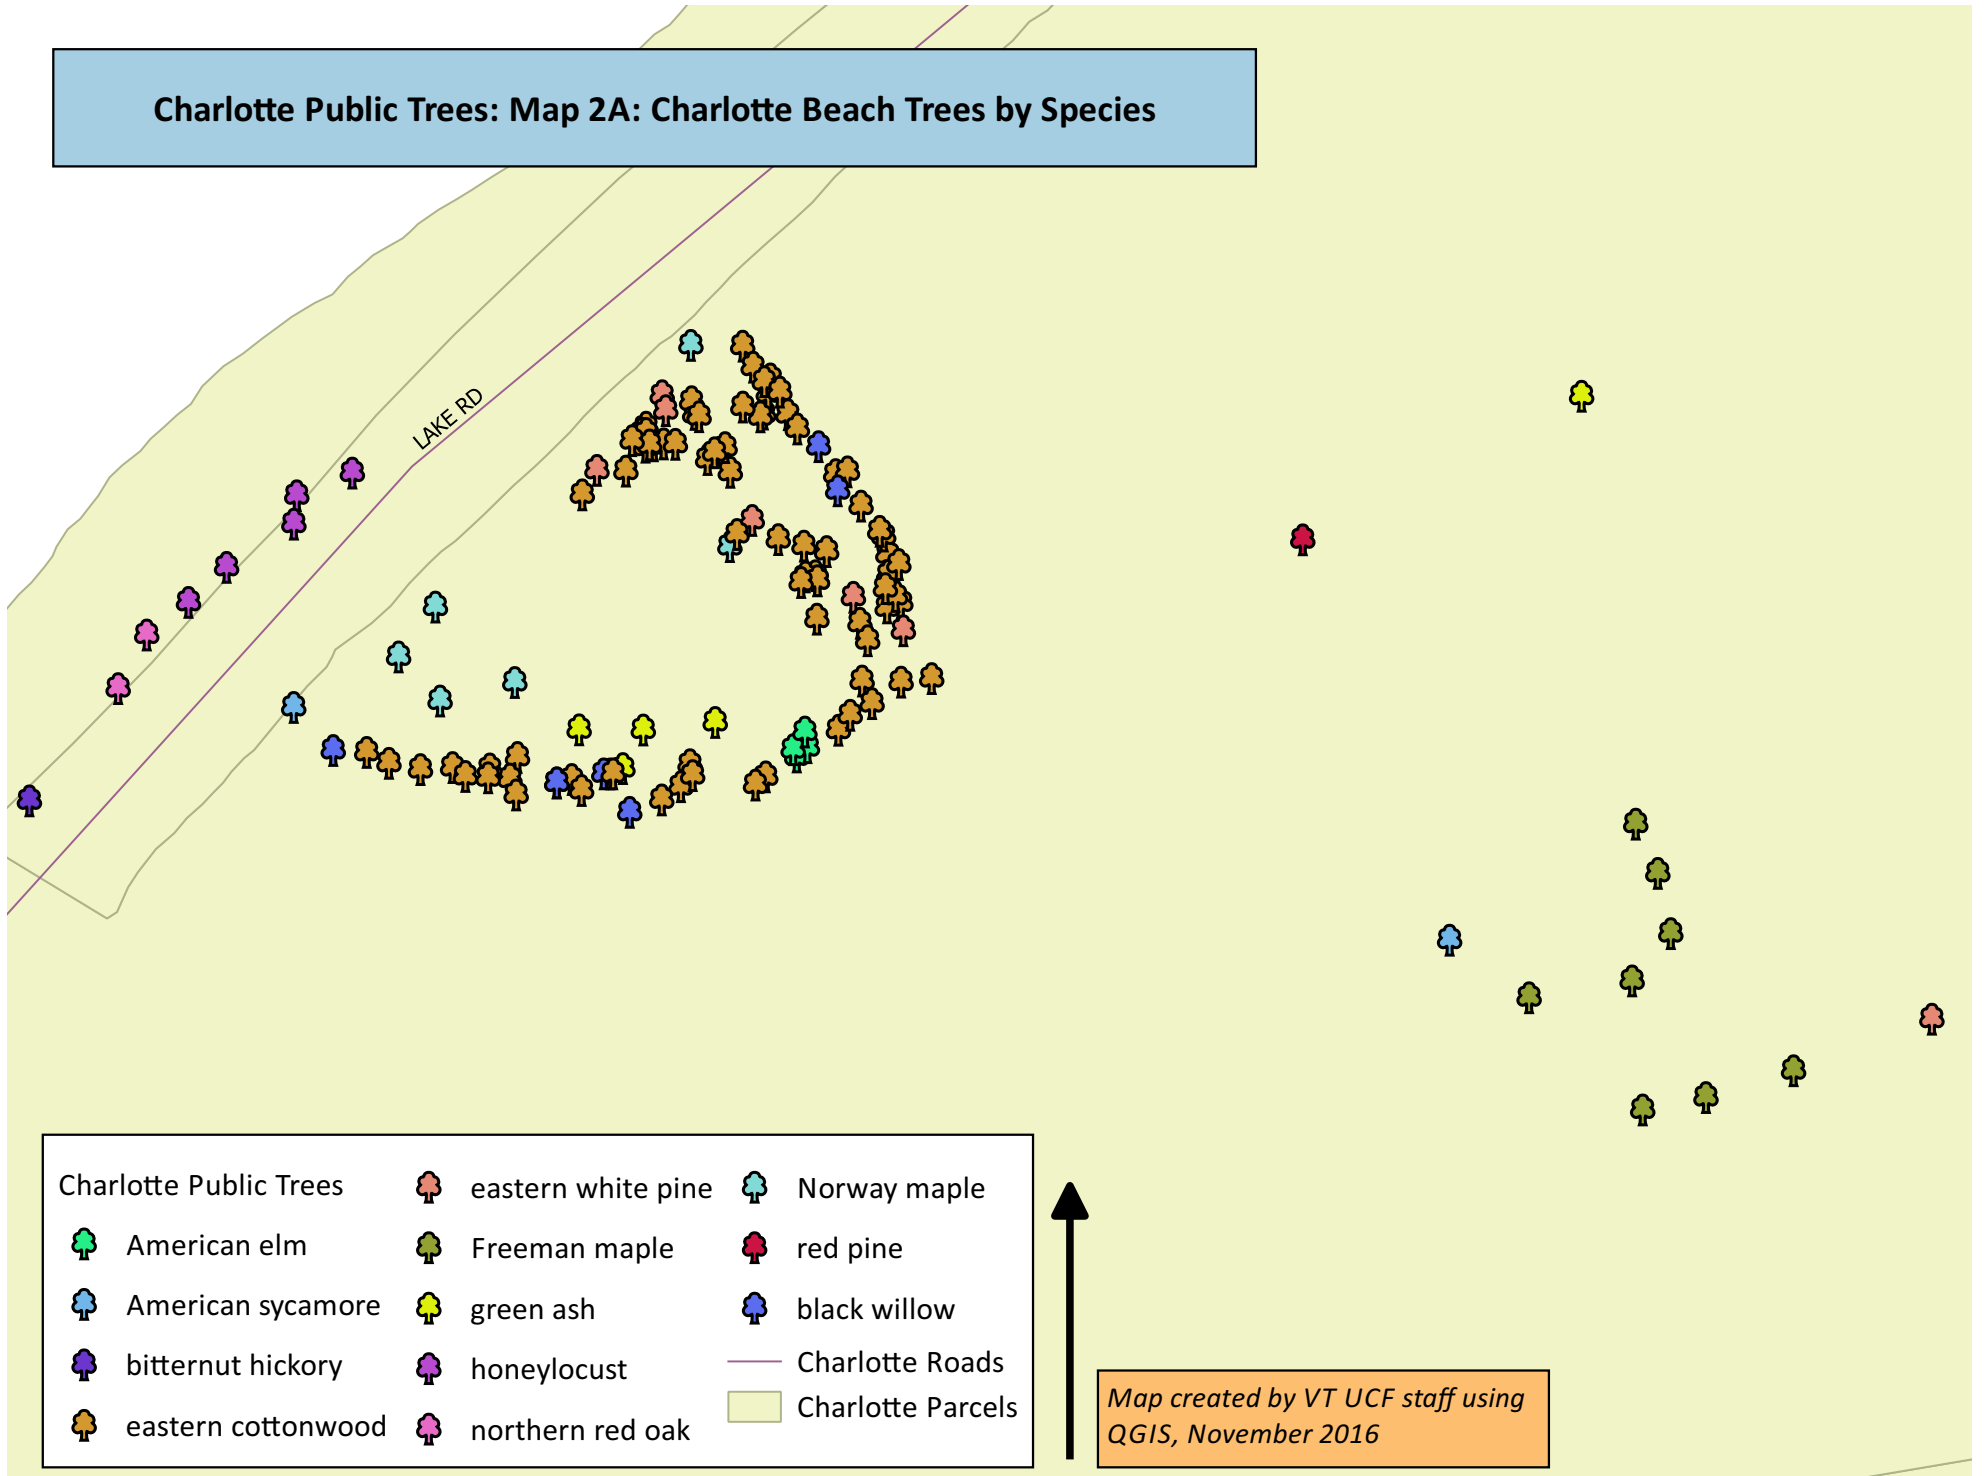 Charlotte Public Trees: Map 2A: Charlotte Beach Trees by Species
LAKE RD
Charlotte Public Trees
American elm
American sycamore
bitternut hickory
eastern cottonwood
eastern white pine
Freeman maple
green ash
honeylocust
northern red oak
Norway maple
red pine
black willow
Charlotte Roads
Charlotte Parcels
Map created by VT UCF staff using
QGIS, November 2016